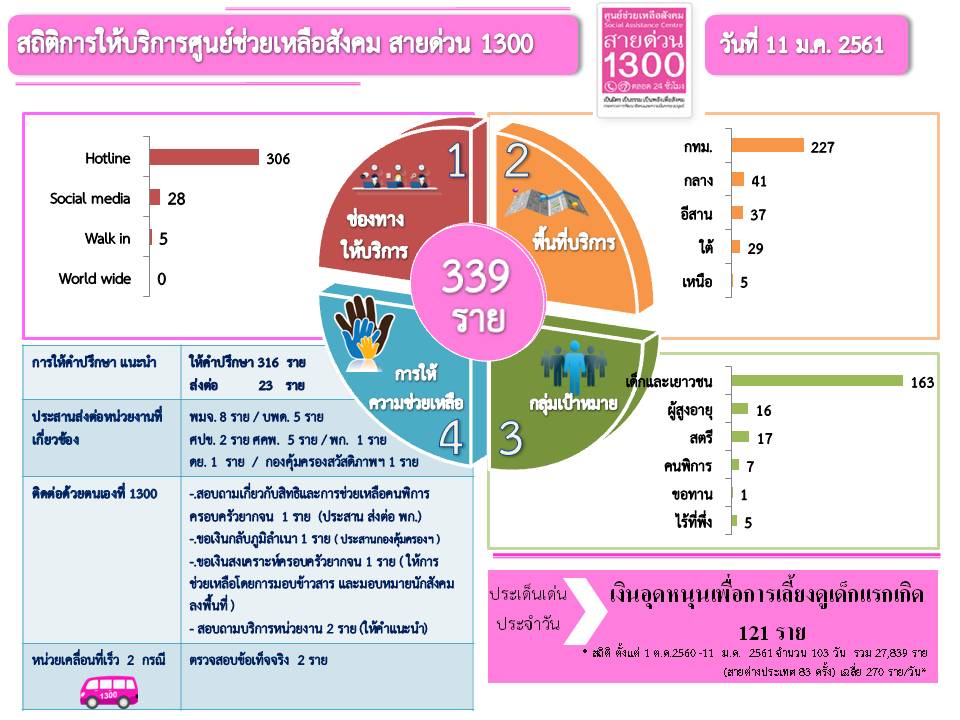 สถิติการให้บริการศูนย์ช่วยเหลือสังคม สายด่วน 1300
ศูนย์ช่วยเหลือสังคม
Social Assistance Centre
สายด่วน
1300
ตลอด 24 ชั่วโมง
วันที่ 11 ม.ค. 2561
Hotline 306
Social media 28
Walk in 5
World wide 0
1
ช่องทาง
ให้บริการ
2
พื้นที่บริการ
กทม. 227
กลาง 41
อีสาน 37
ใต้ 29
เหนือ 5
339
ราย
การให้
ความช่วยเหลือ
4
กลุ่มเป้าหมาย
3
เด็กและเยาวชน 163
ผู้สูงอายุ 16
สตรี 17
คนพิการ 7
ขอทาน 1
ไร้ที่พึ่ง 5
การให้คำปรึกษา แนะนำ
ให้คำปรึกษา 316 ราย
ส่งต่อ 23 ราย
ประสานส่งต่อหน่วยงานที่
เกี่ยวข้อง
พมจ. 8 ราย / บพด. 5 ราย
ศปช. 2 ราย ศคพ. 5 ราย / พก. 1 ราย
ดย. 1 ราย / กองคุ้มครองสวัสดิภาพฯ 1 ราย
ติดต่อด้วยตนเองที่ 1300
-.สอบถามเกี่ยวกับสิทธิและการช่วยเหลือคนพิการ
ครอบครัวยากจน 1 ราย (ประสาน ส่งต่อ พก.)
-.ขอเงินกลับภูมิลำเนา 1 ราย ( ประสานกองคุ้มครองฯ )
-.ขอเงินสงเคราะห์ครอบครัวยากจน 1 ราย ( ให้การ
ช่วยเหลือโดยการมอบข้าวสาร และมอบหมายนักสังคม
ลงพื้นที่ )
- สอบถามบริการหน่วยงาน 2 ราย (ให้คำแนะนำ)
หน่วยเคลื่อนที่เร็ว 2 กรณี
1300
ตรวจสอบข้อเท็จจริง 2 ราย
ประเด็นเด่น
ประจำวัน
เงินอุดหนุนเพื่อการเลี้ยงดูเด็กแรกเกิด
121 ราย
* สถิติ ตั้งแต่ 1 ต.ค.2560 -11 ม.ค. 2561 จำนวน 103 วัน รวม 27,839 ราย
(สายต่างประเทศ 83 ครั้ง) เฉลี่ย 270 ราย/วัน*